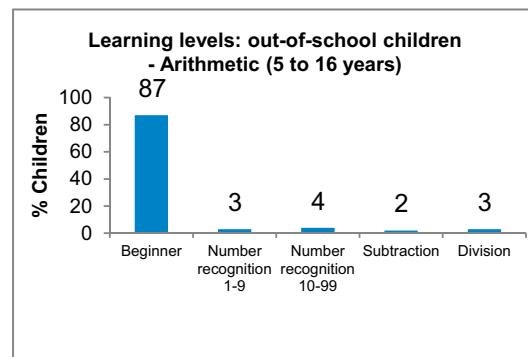 Learning levels: out-of-school children
- Arithmetic (5 to 16 years)
% Children
100
80
60
40
20
0
87
3
4
2
3
Beginner
Number
recognition
1-9
Number
recognition
10-99
Subtraction
Division